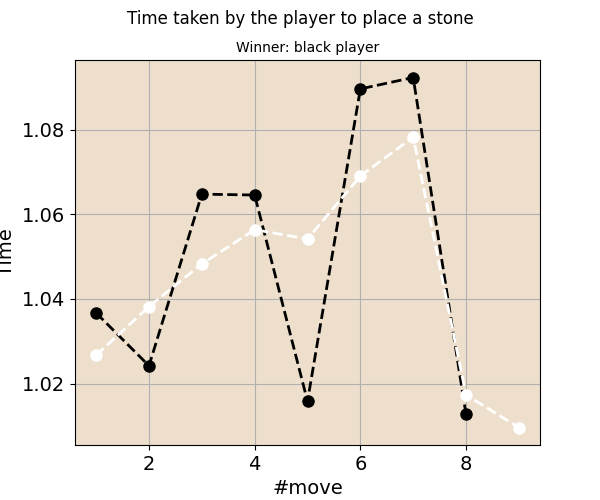 Time taken by the player to place a stone
Winner: black player
1.08
1.06
1.04
1.02
Time
2 4 6 8
#move